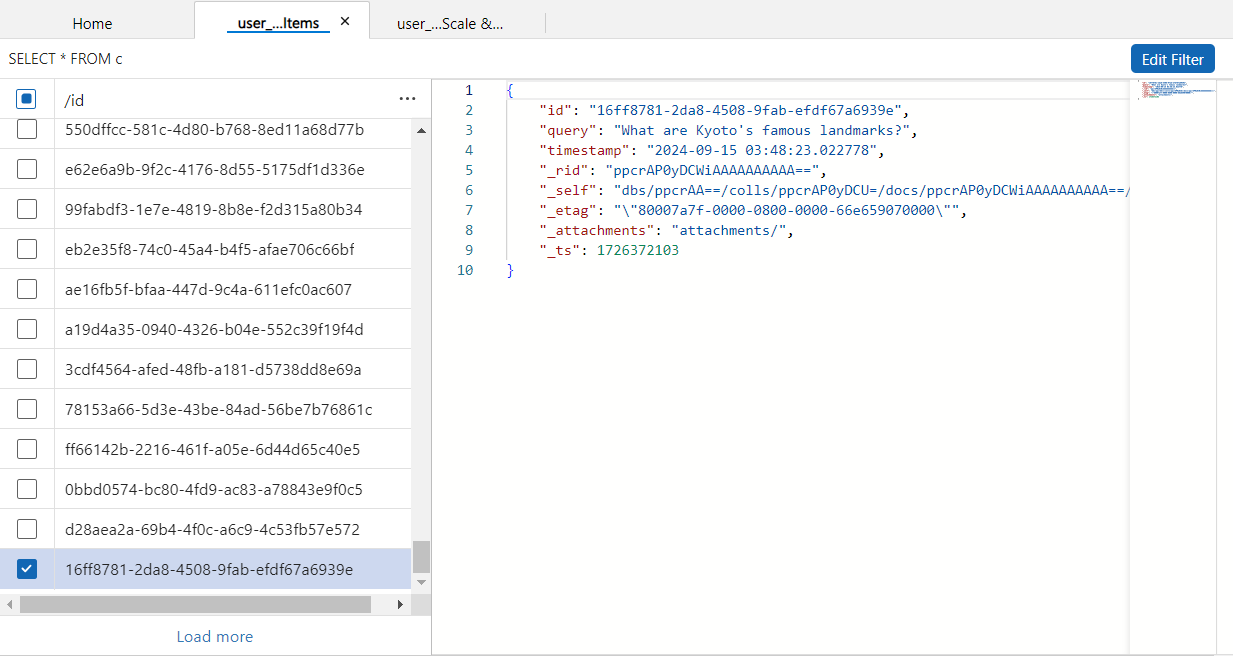 Home
user_...Items
user_...Scale &...
SELECT * FROM c
Edit Filter
/id
...
550dffcc-581c-4d80-b768-8ed11a68d77b
e62e6a9b-9f2c-4176-8d55-5175df1d336e
99fabdf3-1e7e-4819-8b8e-f2d315a80b34
eb2e35f8-74c0-45a4-b4f5-afae706c66bf
ae16fb5f-bfaa-447d-9c4a-611efc0ac607
a19d4a35-0940-4326-b04e-552c39f19f4d
3cdf4564-afed-48fb-a181-d5738dd8e69a
78153a66-5d3e-43be-84ad-56be7b76861c
ff66142b-2216-461f-a05e-6d44d65c40e5
0bbd0574-bc80-4fd9-ac83-a78843e9f0c5
d28aea2a-69b4-4f0c-a6c9-4c53fb57e572
16ff8781-2da8-4508-9fab-efdf67a6939e
Load more
1 {
2 "id": "16ff8781-2da8-4508-9fab-efdf67a6939e",
3 "query": "What are Kyoto's famous landmarks?",
4 "timestamp": "2024-09-15 03:48:23.022778",
5 "_rid": "ppcrAP0yDCWiAAAAAAAAAA==",
6 "_self": "dbs/ppcrAA==/colls/ppcrAP0yDCU=/docs/ppcrAP0yDCWiAAAAAAAAAA==/
7 "_etag": "\"80007a7f-0000-0800-0000-66e659070000\"",
8 "_attachments": "attachments/",
9 "_ts": 1726372103
10 }